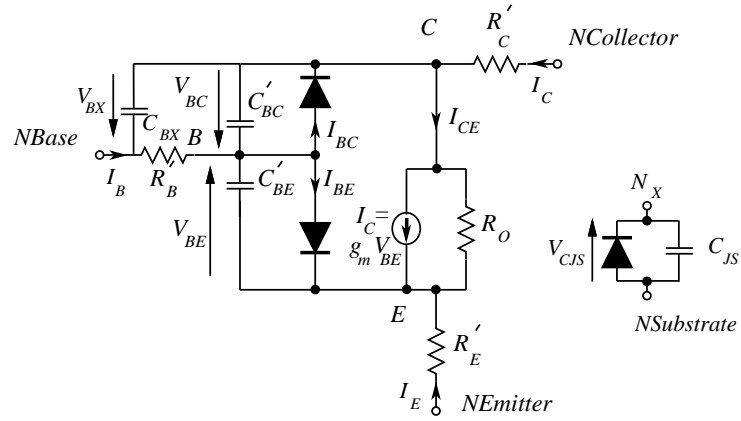 C
R'C
NCollector
IC
VBX
VBC
C'BC
ICE
CBX
B
IBC
NBase
IB
R'B
C'BE
IBE
VBE
IC=
gm VBE
RO
NX
VCJS
CJS
NSubstrate
E
R'E
IE
NEmitter